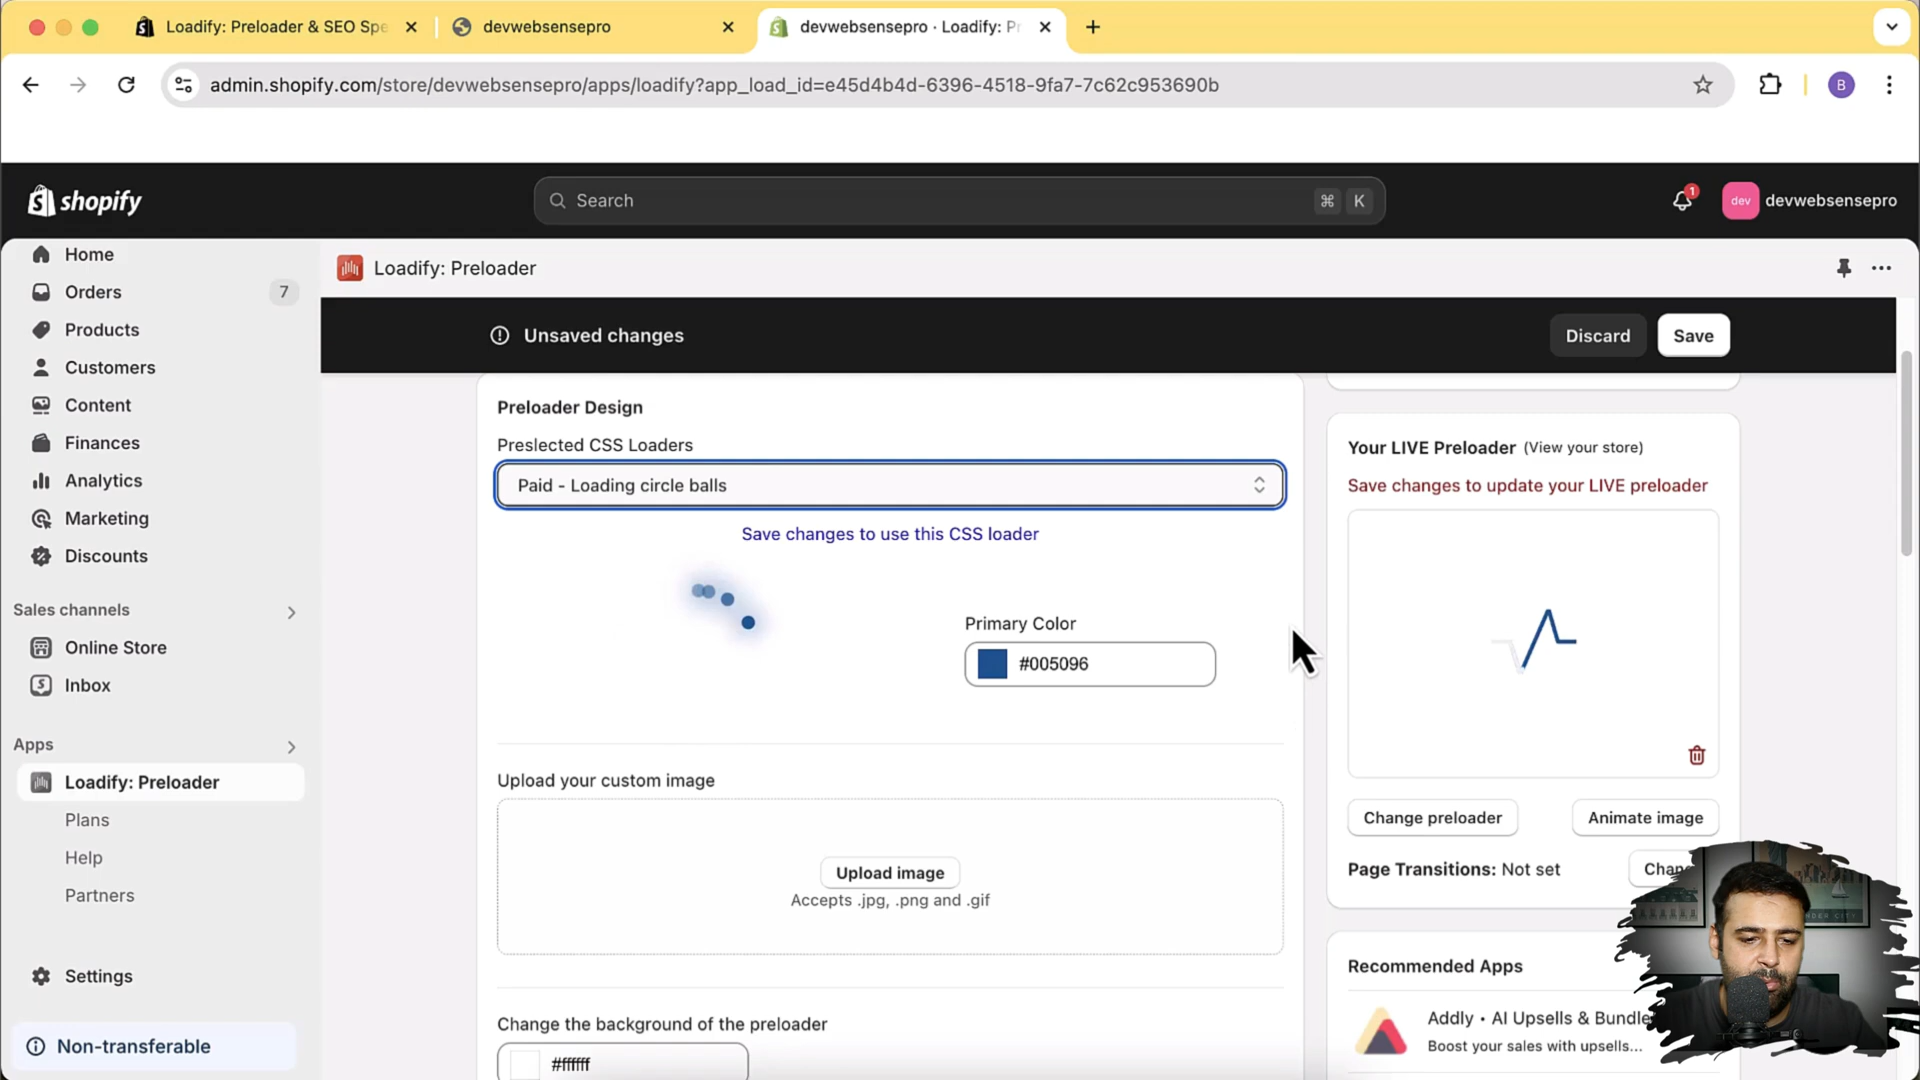 Loadify: Preloader & SEO Spe
devwebsensepro
devwebsensepro · Loadify: Pr
admin.shopify.com/store/devwebsensepro/apps/loadify?app_load_id=e45d4b4d-6396-4518-9fa7-7c62c953690b
B
shopify
Search
⌘ K
1
dev
devwebsensepro
Home
Orders
7
Products
Customers
Content
Finances
Analytics
Marketing
Discounts
Sales channels
Online Store
Inbox
Apps
Loadify: Preloader
Plans
Help
Partners
Settings
Non-transferable
Loadify: Preloader
Unsaved changes
Discard
Save
Preloader Design
Preslected CSS Loaders
Paid - Loading circle balls
Save changes to use this CSS loader
Primary Color
#005096
Upload your custom image
Upload image
Accepts .jpg, .png and .gif
Change the background of the preloader
#ffffff
Your LIVE Preloader (View your store)
Save changes to update your LIVE preloader
Change preloader
Animate image
Page Transitions: Not set
Chan
Recommended Apps
Addly • AI Upsells & Bundle
Boost your sales with upsells...